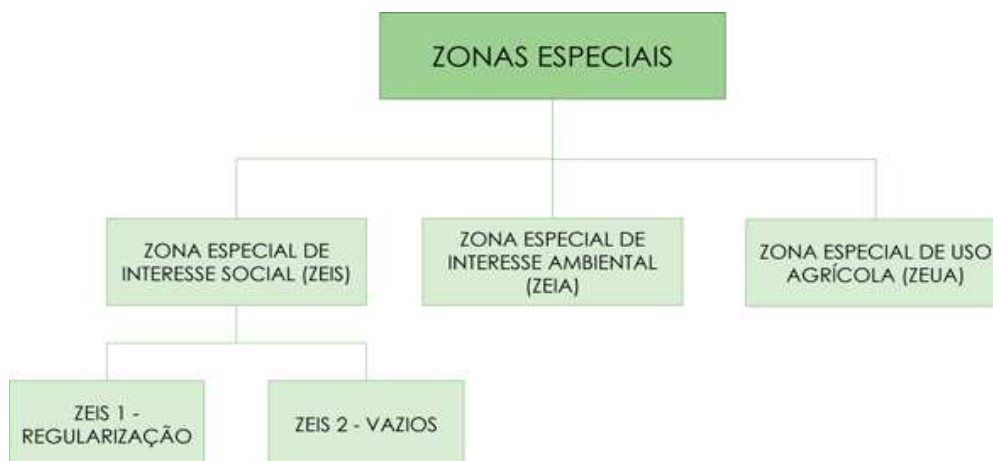 ZONAS ESPECIAIS
ZONA ESPECIAL DE
INTERESSE SOCIAL (ZEIS)
ZONA ESPECIAL DE
INTERESSE AMBIENTAL
(ZEIA)
ZONA ESPECIAL DE USO
AGRÍCOLA (ZEUA)
ZEIS 1 -
REGULARIZAÇÃO
ZEIS 2 - VAZIOS